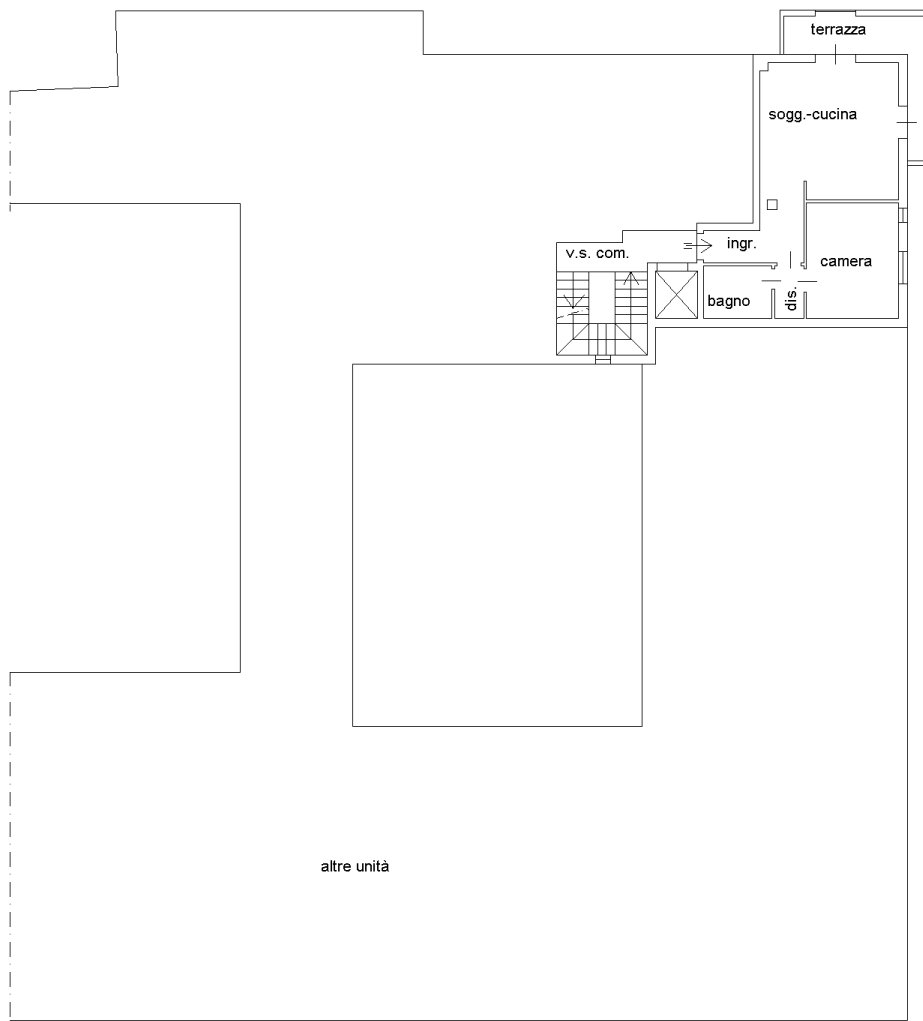 terrazza
sogg.-cucina
ingr.
v.s. com.
camera
bagno
dis.
altre unità